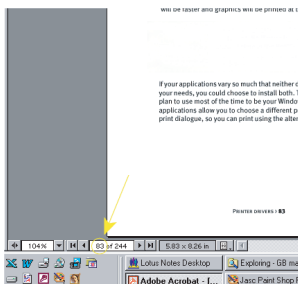 will be faster and graphics will be printed at
If your applications vary so much that neither
your needs, you could choose to install both.
plan to use most of the time to be your Windo
applications allow you to choose a different p
print dialogue, so you can print using the alter
PRINTER DRIVERS > 83
104% 83 of 244 5.83 x 8.26 in
Lotus Notes Desktop Exploring - GB ma
Adobe Acrobat - [... Jasc Paint Shop